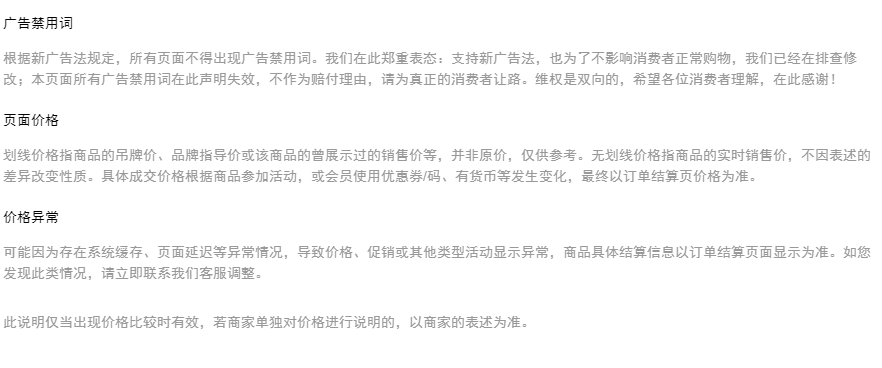 广告禁用词
根据新广告法规定，所有页面不得出现广告禁用词。我们在此郑重表态：支持新广告法，也为了不影响消费者正常购物，我们已经在排查修
改；本页面所有广告禁用词在此声明失效，不作为赔付理由，请为真正的消费者让路。维权是双向的，希望各位消费者理解，在此感谢！
页面价格
划线价格指商品的吊牌价、品牌指导价或该商品的曾展示过的销售价等，并非原价，仅供参考。无划线价格指商品的实时销售价，不因表述的
差异改变性质。具体成交价格根据商品参加活动，或会员使用优惠券/码、有货币等发生变化，最终以订单结算页价格为准。
价格异常
可能因为存在系统缓存、页面延迟等异常情况，导致价格、促销或其他类型活动显示异常，商品具体结算信息以订单结算页面显示为准。如您
发现此类情况，请立即联系我们客服调整。
此说明仅当出现价格比较时有效，若商家单独对价格进行说明的，以商家的表述为准。